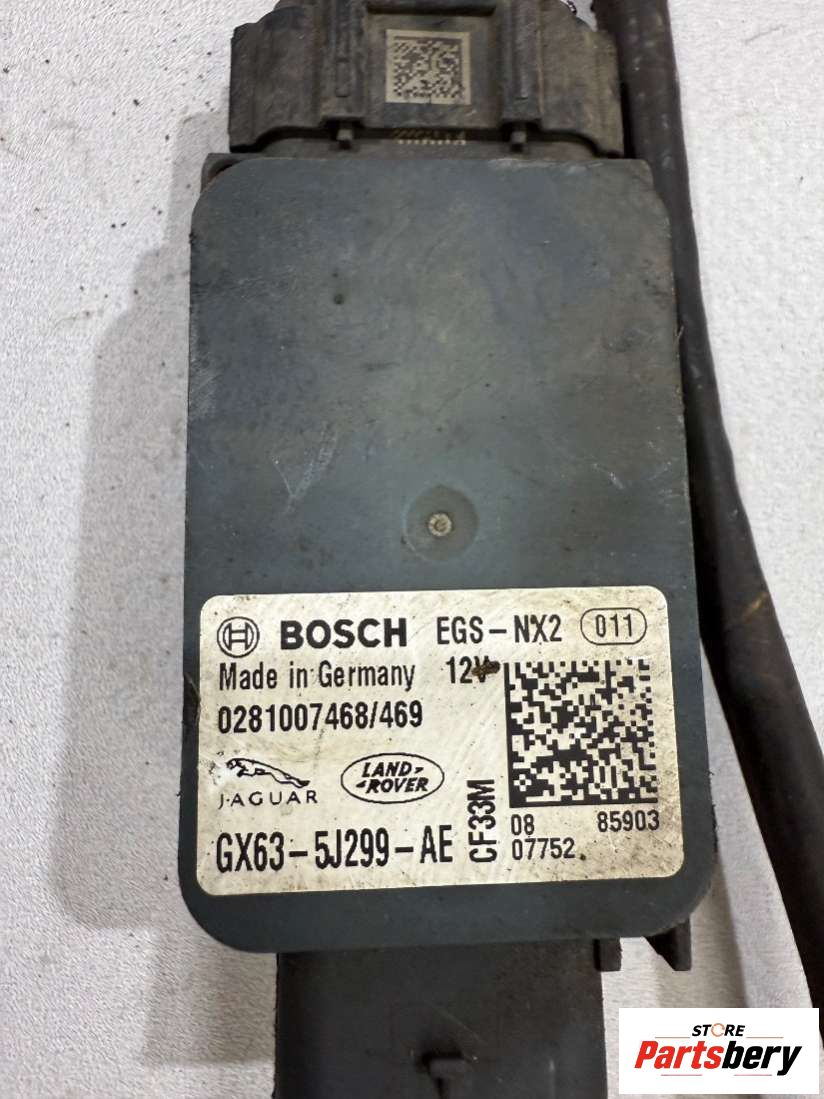 BOSCH EGS-NX2 011
Made in Germany 12V
0281007468/469
JAGUAR LAND-ROVER
CF33M
GX63-5J299-AE
08 85903
07752
STORE
Partsbery